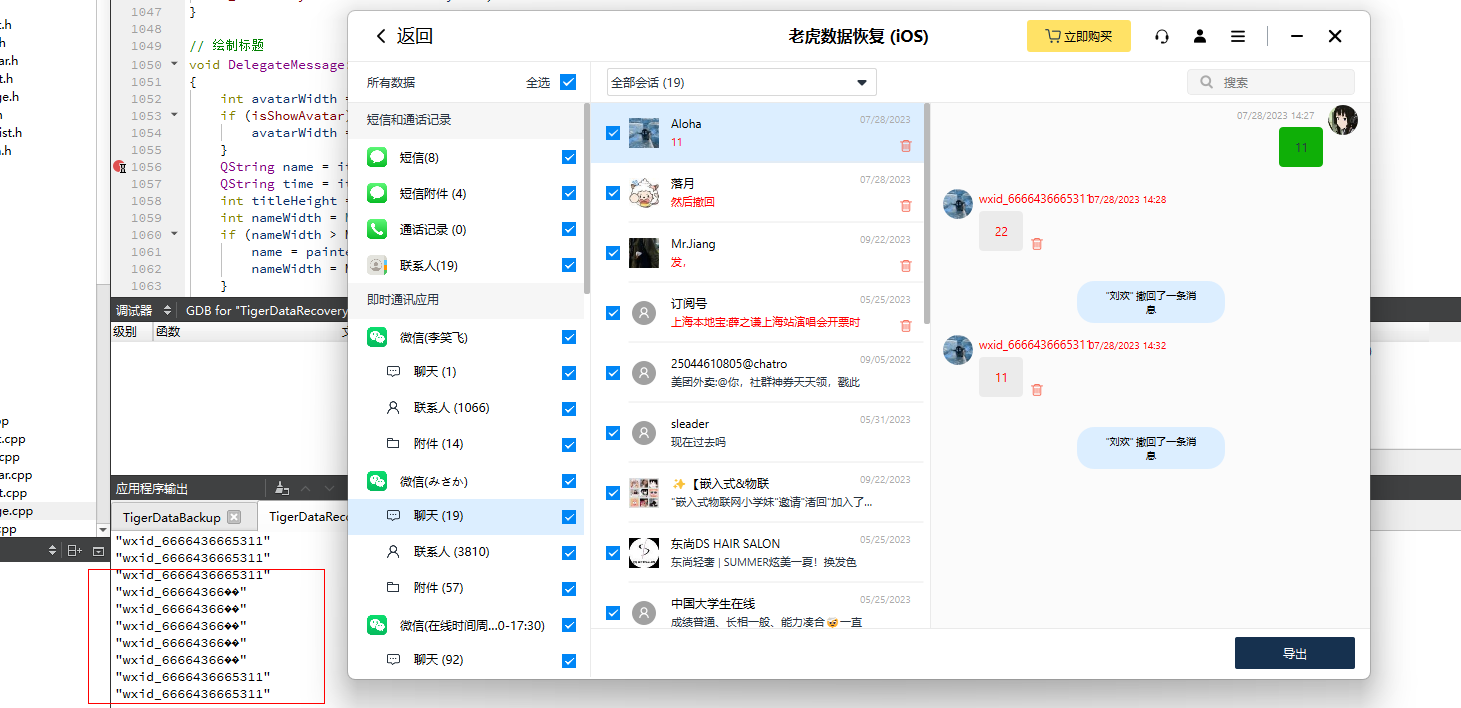 t.h
h
ar.h
t.h
ge.h
n
ist.h
a.h
1047 }
1048
1049 // 绘制标题
1050 void DelegateMessage
1051 {
1052 int avatarWidth =
1053 if (isShowAvatar)
1054 avatarWidth =
1055 }
1056 QString name = it
1057 QString time = it
1058 int titleHeight =
1059 int nameWidth =
1060 if (nameWidth >
1061 name = painte
1062 nameWidth =
1063 }
调试器 GDB for "TigerDataRecovery
级别 函数
pp
t.cpp
cpp
ar.cpp
t.cpp
ge.cpp
cpp
应用程序输出
TigerDataBackup
TigerDataRec
"wxid_6666436665311"
"wxid_6666436665311"
"wxid_6666436665311"
"wxid_66664366��"
"wxid_66664366��"
"wxid_66664366��"
"wxid_66664366��"
"wxid_66664366��"
"wxid_6666436665311"
"wxid_6666436665311"
返回
老虎数据恢复 (iOS)
立即购买
所有数据
全选
短信和通话记录
短信(8)
短信附件 (4)
通话记录 (0)
联系人(19)
即时通讯应用
微信(李笑飞)
聊天 (1)
联系人 (1066)
附件 (14)
微信(みさか)
聊天 (19)
联系人 (3810)
附件 (57)
微信(在线时间周...0-17:30)
聊天 (92)
全部会话 (19)
搜索
Aloha
07/28/2023
11
落月
07/28/2023
然后撤回
Mr.Jiang
09/22/2023
发，
订阅号
05/25/2023
上海本地宝:薛之谦上海站演唱会开票时
25044610805@chatro
09/05/2022
美团外卖:@你，社群神券天天领，戳此
sleader
05/31/2023
现在过去吗
✨【嵌入式&物联
09/22/2023
"嵌入式物联网小学妹"邀请"渚回"加入了...
东尚DS HAIR SALON
05/25/2023
东尚轻奢 | SUMMER炫美一夏！换发色
中国大学生在线
05/25/2023
成绩普通、长相一般、能力凑合😿一直
07/28/2023 14:27
11
wxid_6666436665311 07/28/2023 14:28
22
"刘欢" 撤回了一条消
息
wxid_6666436665311 07/28/2023 14:32
11
"刘欢" 撤回了一条消
息
导出